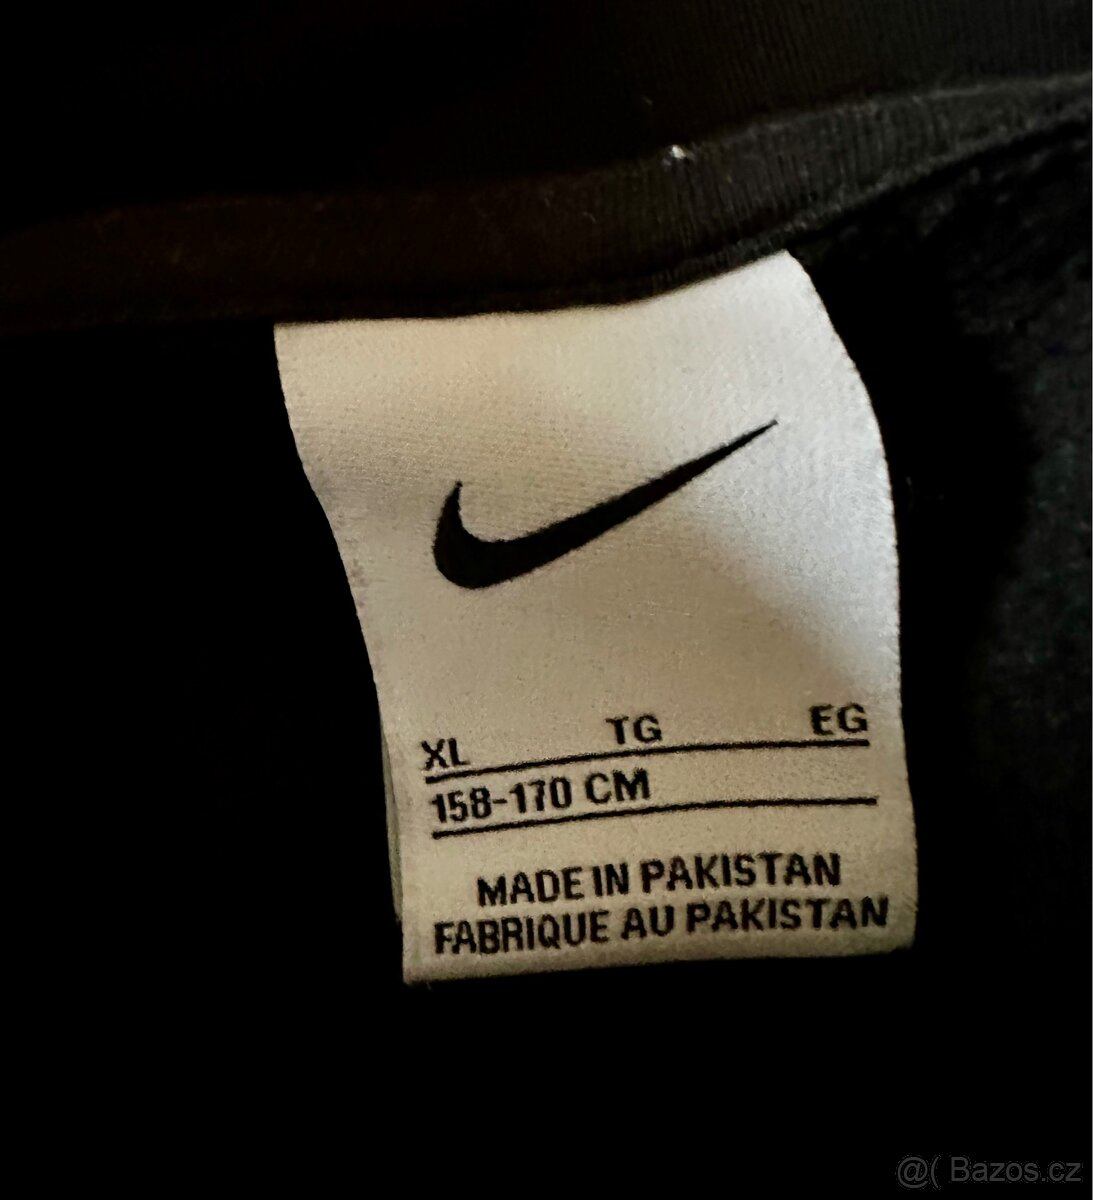 XL TG EG
158-170 CM
MADE IN PAKISTAN
FABRIQUE AU PAKISTAN
@( Bazos.cz